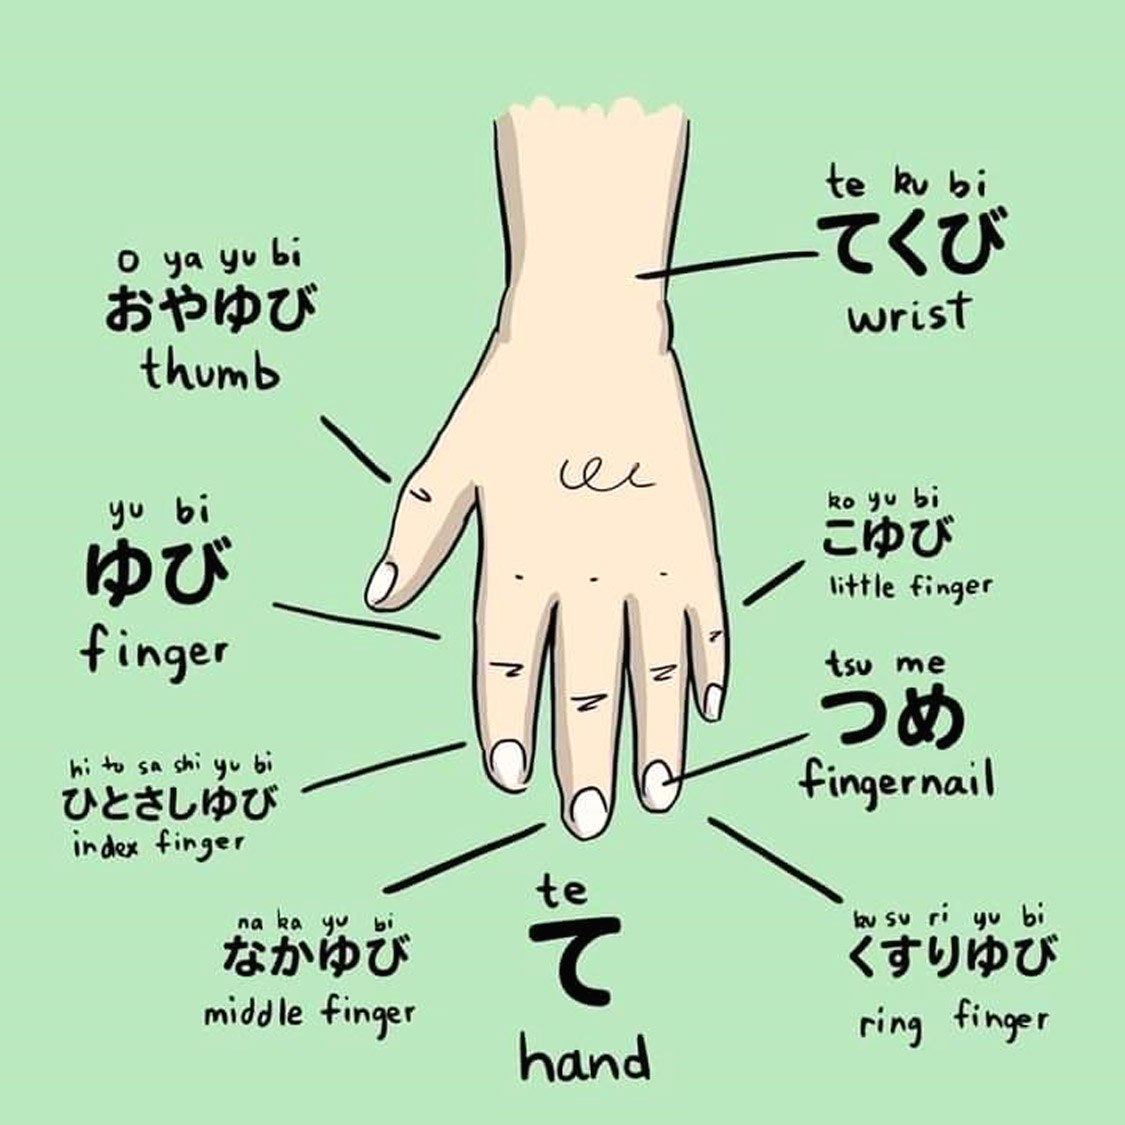 te ku bi
てくび
wrist
o ya yu bi
おやゆび
thumb
yu bi
ゆび
finger
ko yu bi
こゆび
little finger
tsu me
つめ
fingernail
hi to sa shi yu bi
ひとさしゆび
index finger
na ka yu bi
なかゆび
middle finger
te
て
hand
ku su ri yu bi
くすりゆび
ring finger